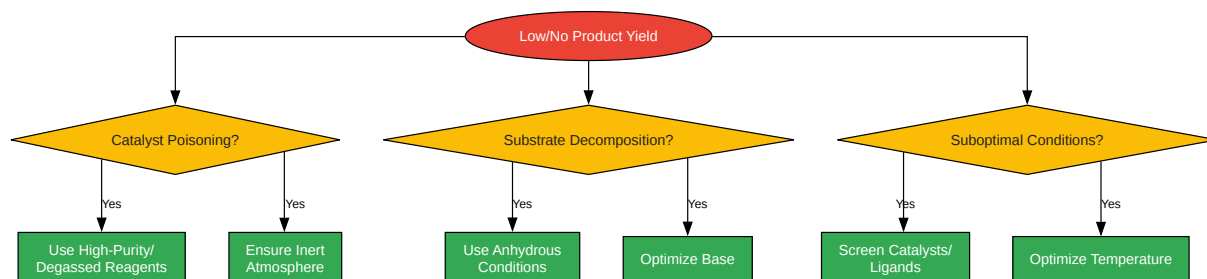 Low/No Product Yield
Catalyst Poisoning?
Substrate Decomposition?
Suboptimal Conditions?
Yes
Yes
Yes
Yes
Yes
Yes
Use High-Purity/
Degassed Reagents
Ensure Inert
Atmosphere
Use Anhydrous
Conditions
Optimize Base
Screen Catalysts/
Ligands
Optimize Temperature